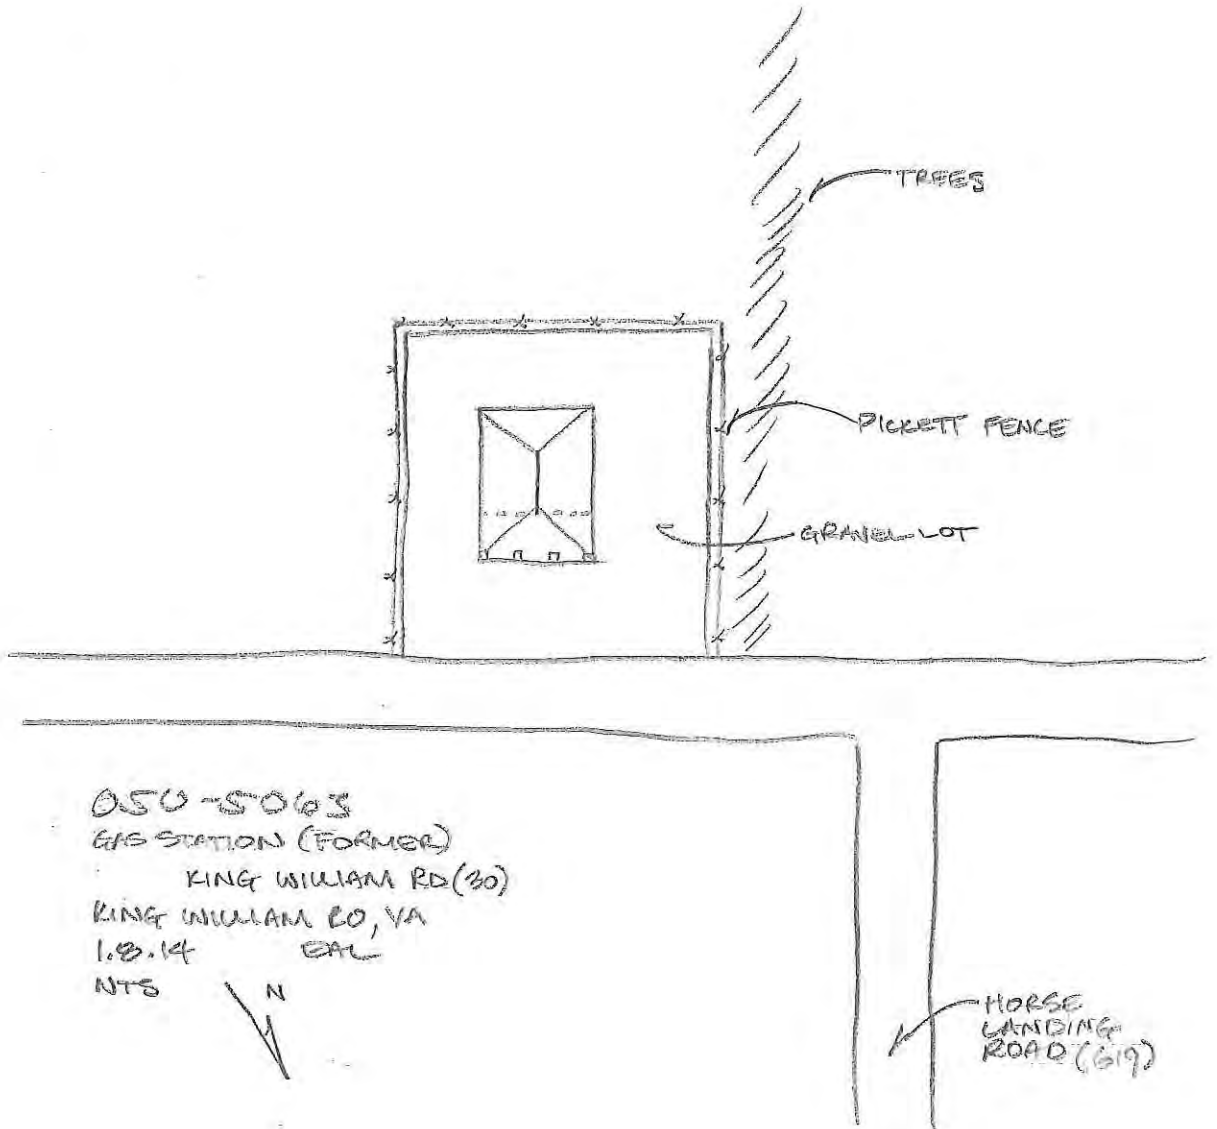 TREES
PICKETT FENCE
GRAVEL LOT
050-5063
GAS STATION (FORMER)
KING WILLIAM RD (30)
KING WILLIAM CO, VA
1.8.14 EAL
NTS
N
HORSE
LANDING
ROAD (619)